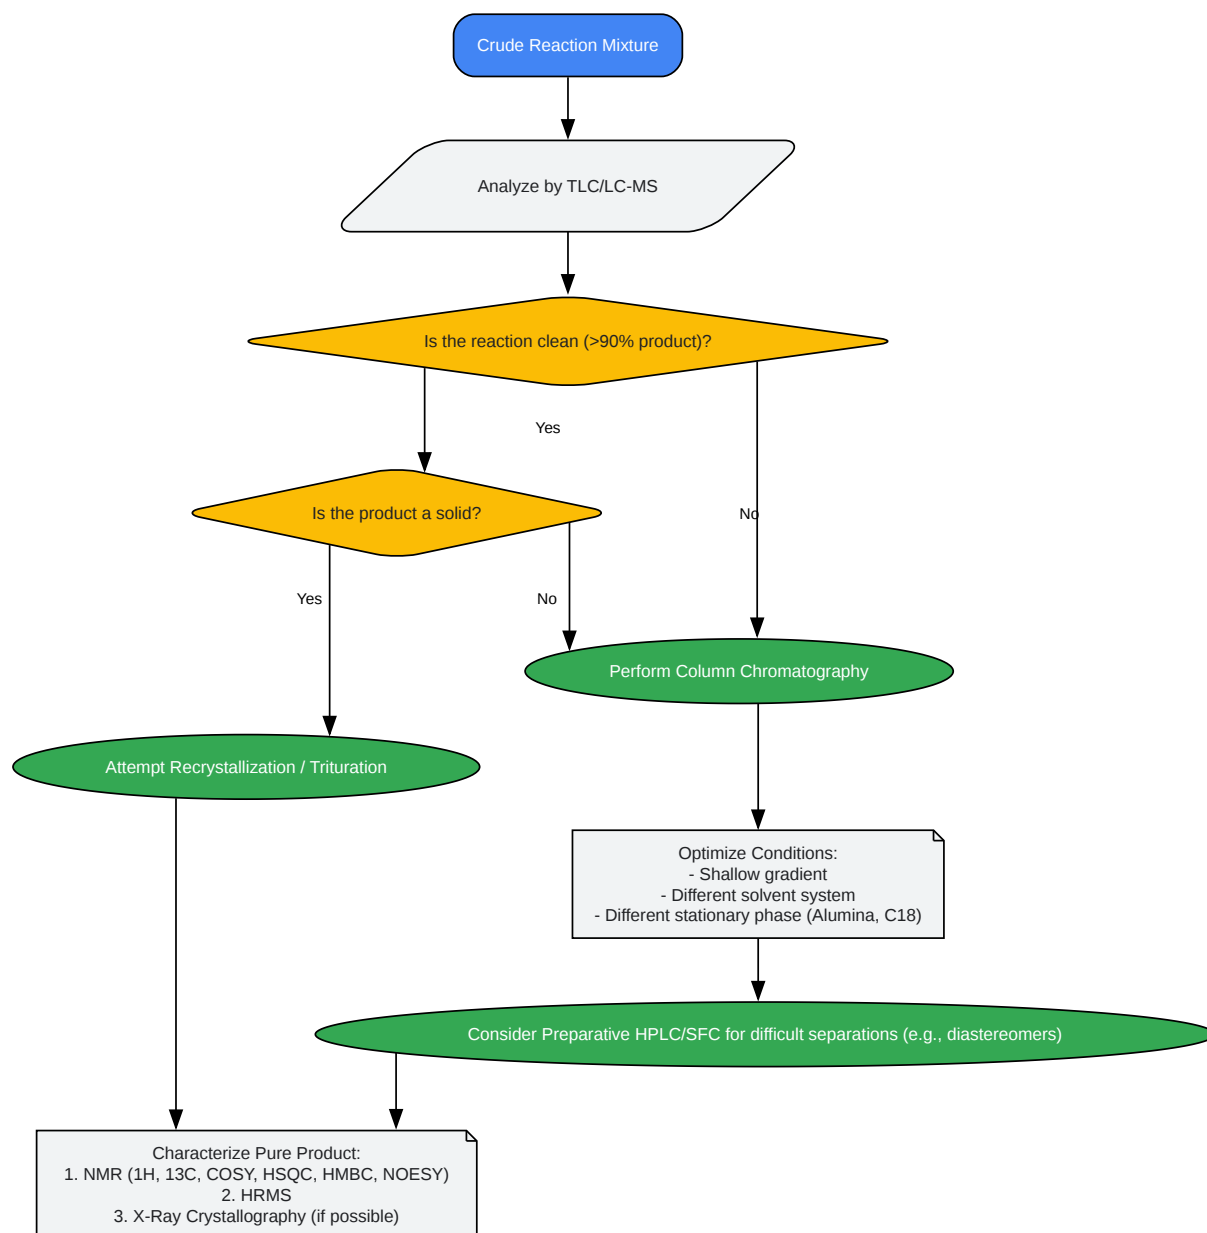 Crude Reaction Mixture
Analyze by TLC/LC-MS
Is the reaction clean (>90% product)?
Yes
Is the product a solid?
No
Yes
No
Perform Column Chromatography
Attempt Recrystallization / Trituration
Optimize Conditions:
- Shallow gradient
- Different solvent system
- Different stationary phase (Alumina, C18)
Consider Preparative HPLC/SFC for difficult separations (e.g., diastereomers)
Characterize Pure Product:
1. NMR (1H, 13C, COSY, HSQC, HMBC, NOESY)
2. HRMS
3. X-Ray Crystallography (if possible)